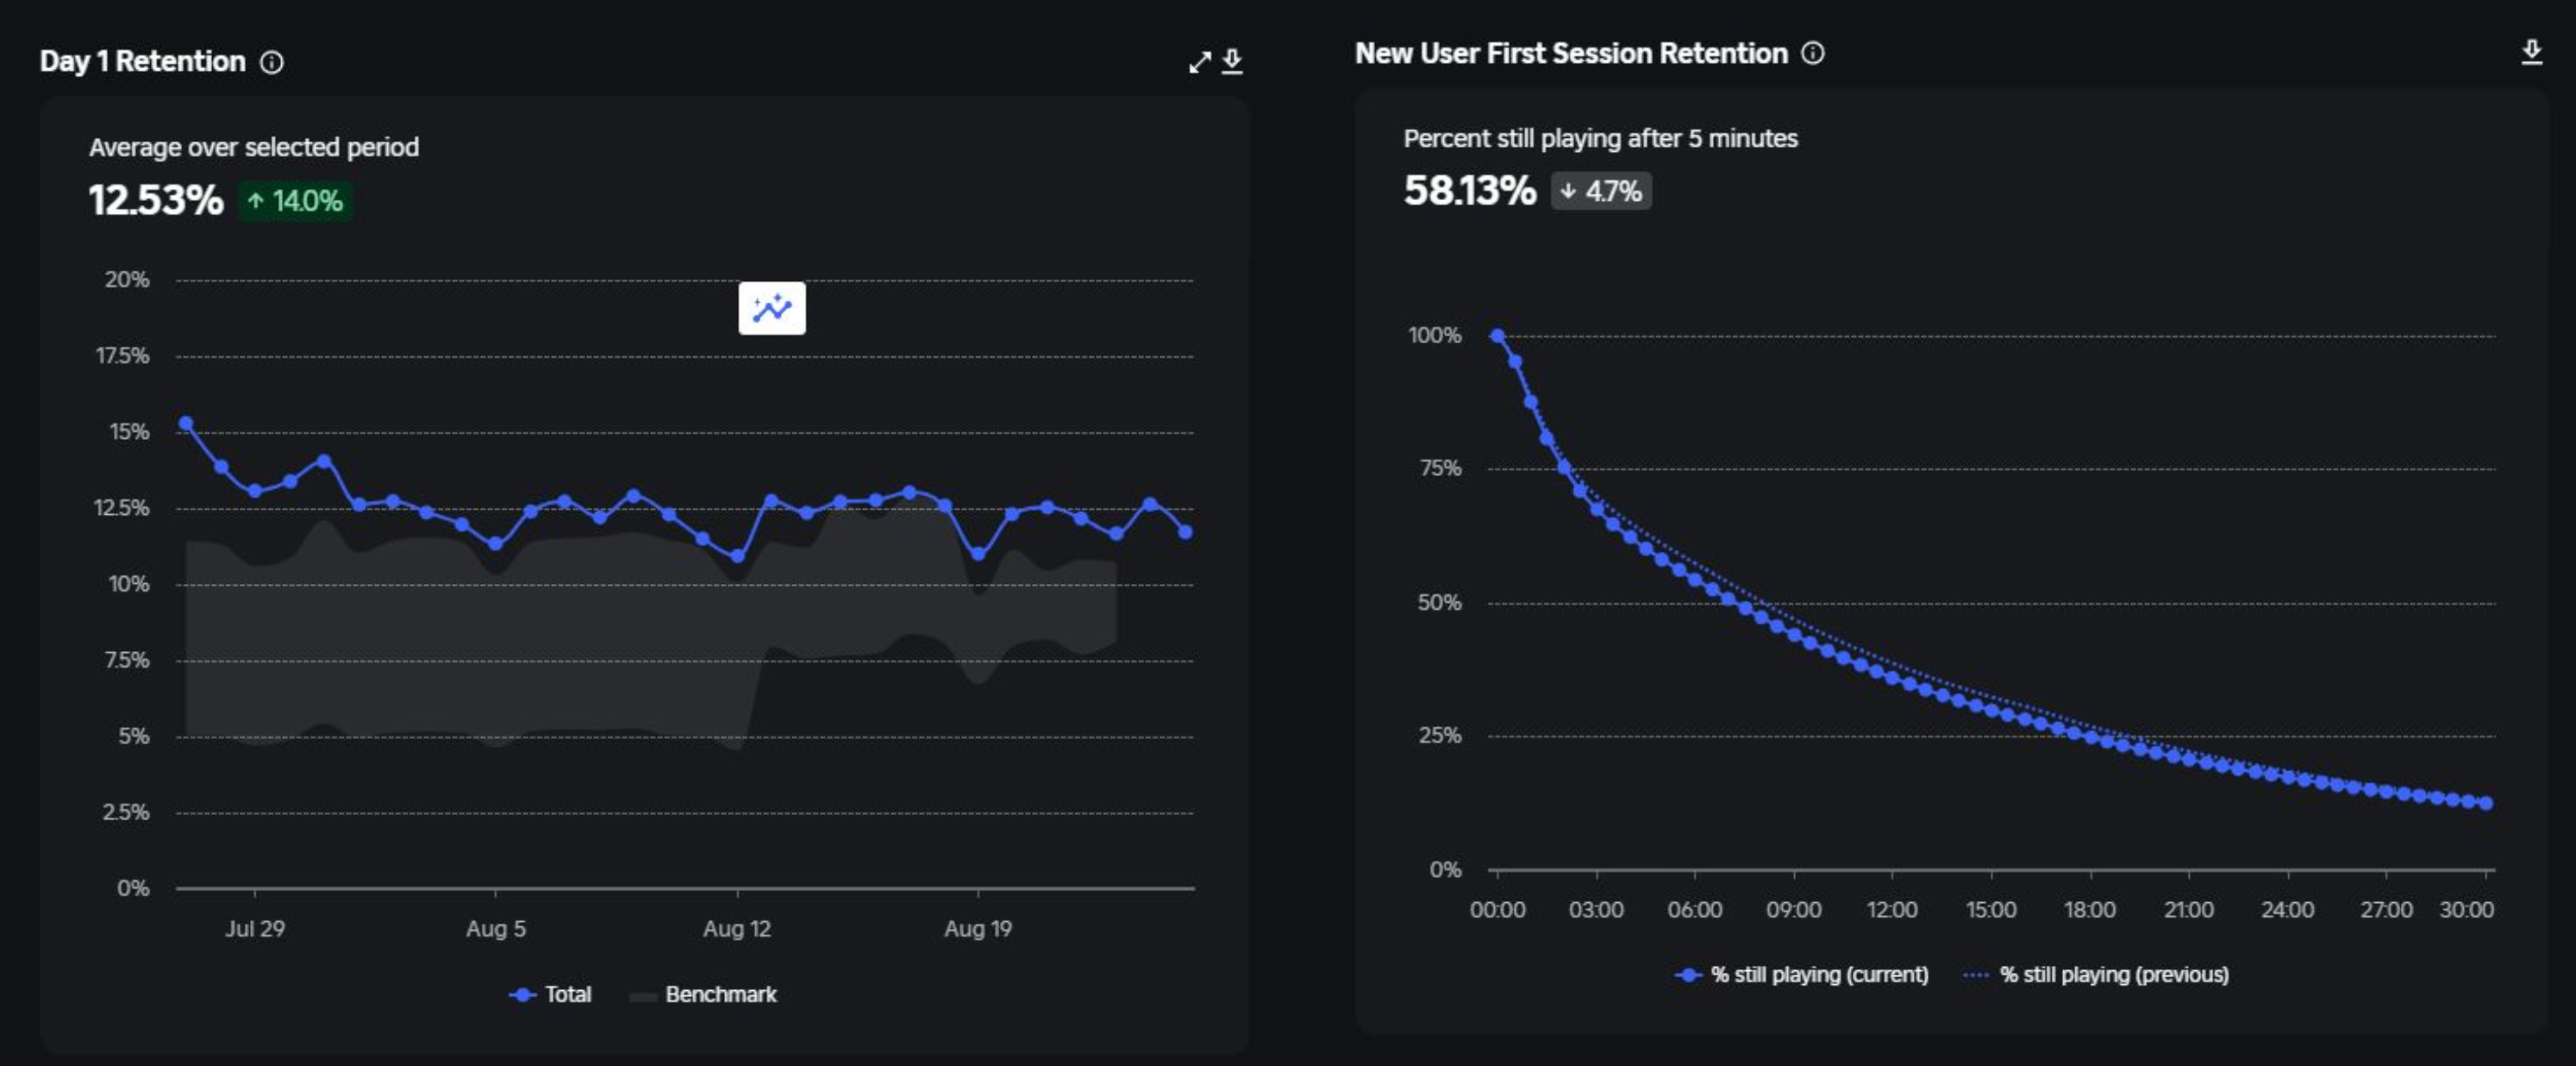 Day 1 Retention
Average over selected period
12.53% ↑ 14.0%
20%
17.5%
15%
12.5%
10%
7.5%
5%
2.5%
0%
Jul 29 Aug 5 Aug 12 Aug 19
Total Benchmark
New User First Session Retention
Percent still playing after 5 minutes
58.13% ↓ 4.7%
100%
75%
50%
25%
0%
00:00 03:00 06:00 09:00 12:00 15:00 18:00 21:00 24:00 27:00 30:00
% still playing (current) % still playing (previous)